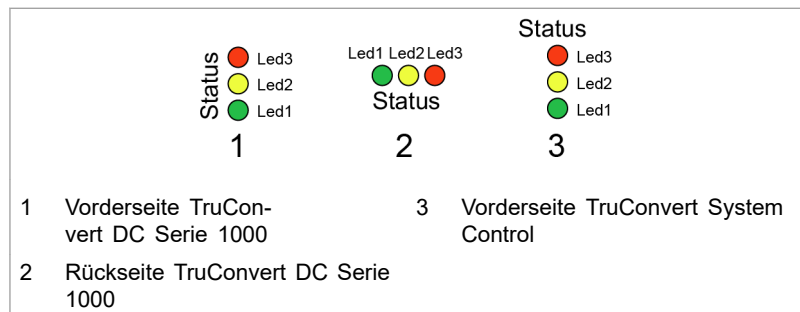 Status
Led3
Led2
Led1
1
Led1 Led2 Led3
Status
2
Status
Led3
Led2
Led1
3
1 Vorderseite TruCon-
vert DC Serie 1000
2 Rückseite TruConvert DC Serie
1000
3 Vorderseite TruConvert System
Control